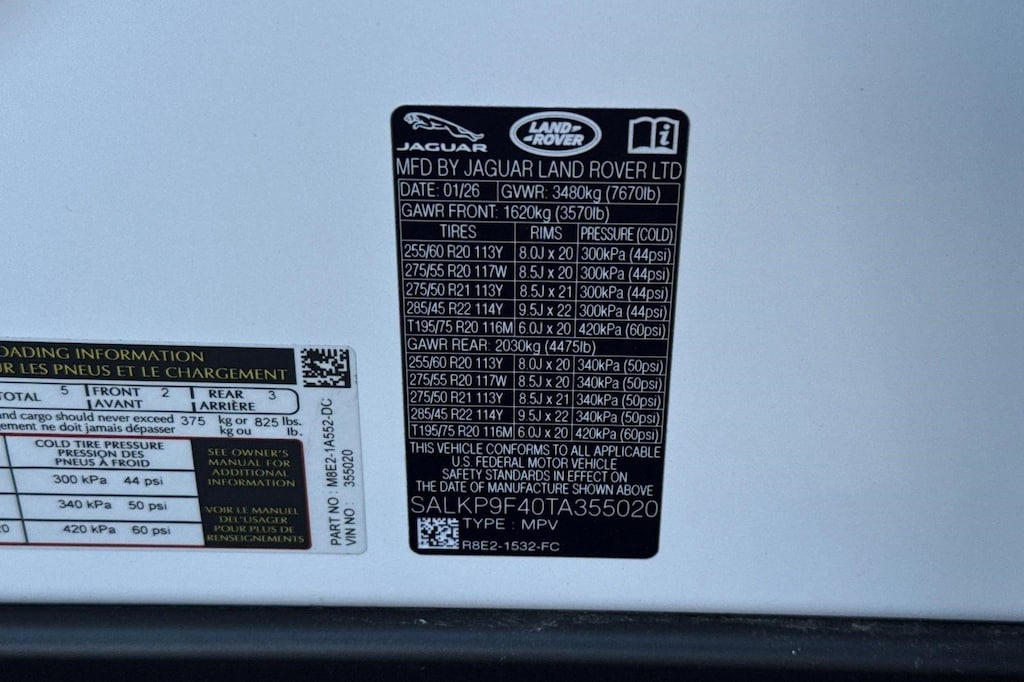 JAGUAR
LAND-
-ROVER
i
MFD BY JAGUAR LAND ROVER LTD
DATE: 01/26 GVWR: 3480kg (7670lb)
GAWR FRONT: 1620kg (3570lb)
TIRES RIMS PRESSURE (COLD)
255/60 R20 113Y 8.0J x 20 300kPa (44psi)
275/55 R20 117W 8.5J x 20 300kPa (44psi)
275/50 R21 113Y 8.5J x 21 300kPa (44psi)
285/45 R22 114Y 9.5J x 22 300kPa (44psi)
T195/75 R20 116M 6.0J x 20 420kPa (60psi)
GAWR REAR: 2030kg (4475lb)
255/60 R20 113Y 8.0J x 20 340kPa (50psi)
275/55 R20 117W 8.5J x 20 340kPa (50psi)
275/50 R21 113Y 8.5J x 21 340kPa (50psi)
285/45 R22 114Y 9.5J x 22 340kPa (50psi)
T195/75 R20 116M 6.0J x 20 420kPa (60psi)
THIS VEHICLE CONFORMS TO ALL APPLICABLE
U.S. FEDERAL MOTOR VEHICLE
SAFETY STANDARDS IN EFFECT ON
THE DATE OF MANUFACTURE SHOWN ABOVE
SALKP9F40TA355020
TYPE : MPV
R8E2-1532-FC
OADING INFORMATION
UR LES PNEUS ET LE CHARGEMENT
TOTAL 5 FRONT 2 REAR 3
AVANT ARRIÈRE
and cargo should never exceed 375 kg or 825 lbs.
gement ne doit jamais dépasser kg ou lb.
COLD TIRE PRESSURE
PRESSION DES
PNEUS À FROID
300 kPa 44 psi
340 kPa 50 psi
20 420 kPa 60 psi
SEE OWNER'S
MANUAL FOR
ADDITIONAL
INFORMATION
VOIR LE MANUEL
DEL'USAGER
POUR PLUS DE
RENSEIGNEMENTS
PART NO : M8E2-1A552-DC
VIN NO : 355020